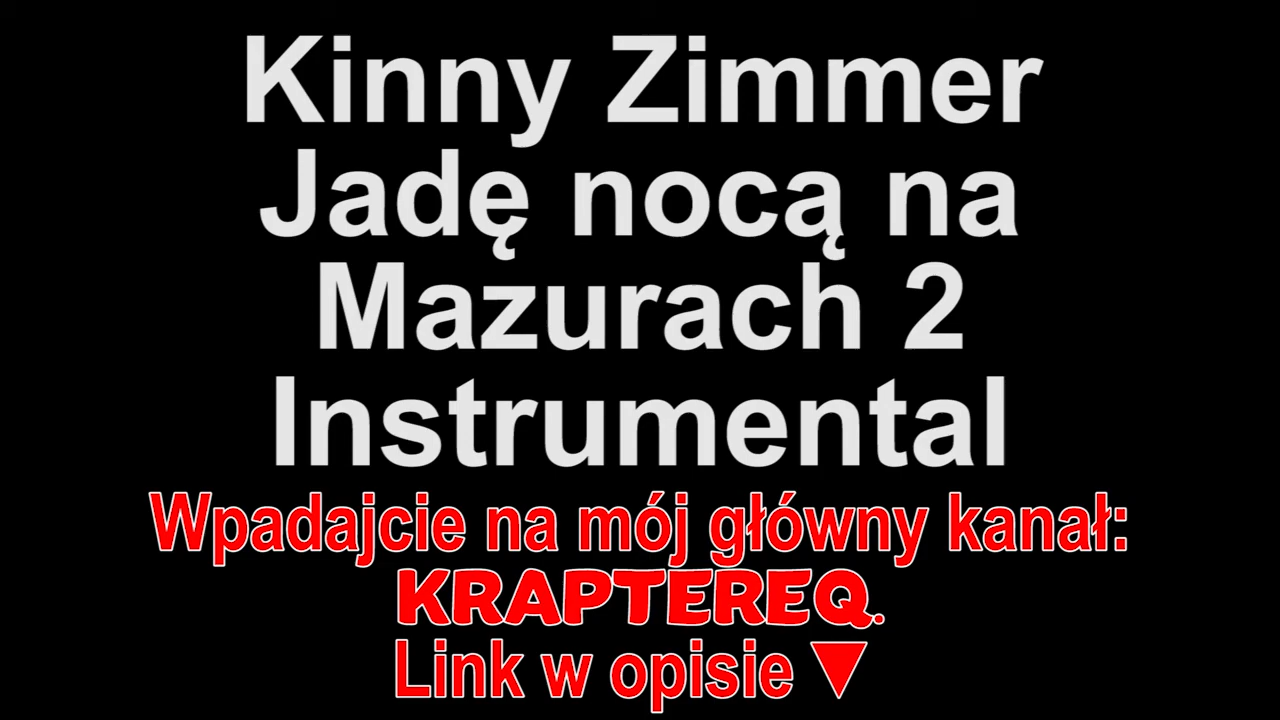 Kinny Zimmer
Jadę nocą na
Mazurach 2
Instrumental
Wpadajcie na mój główny kanał:
KRAPTEREQ.
Link w opisie ▼